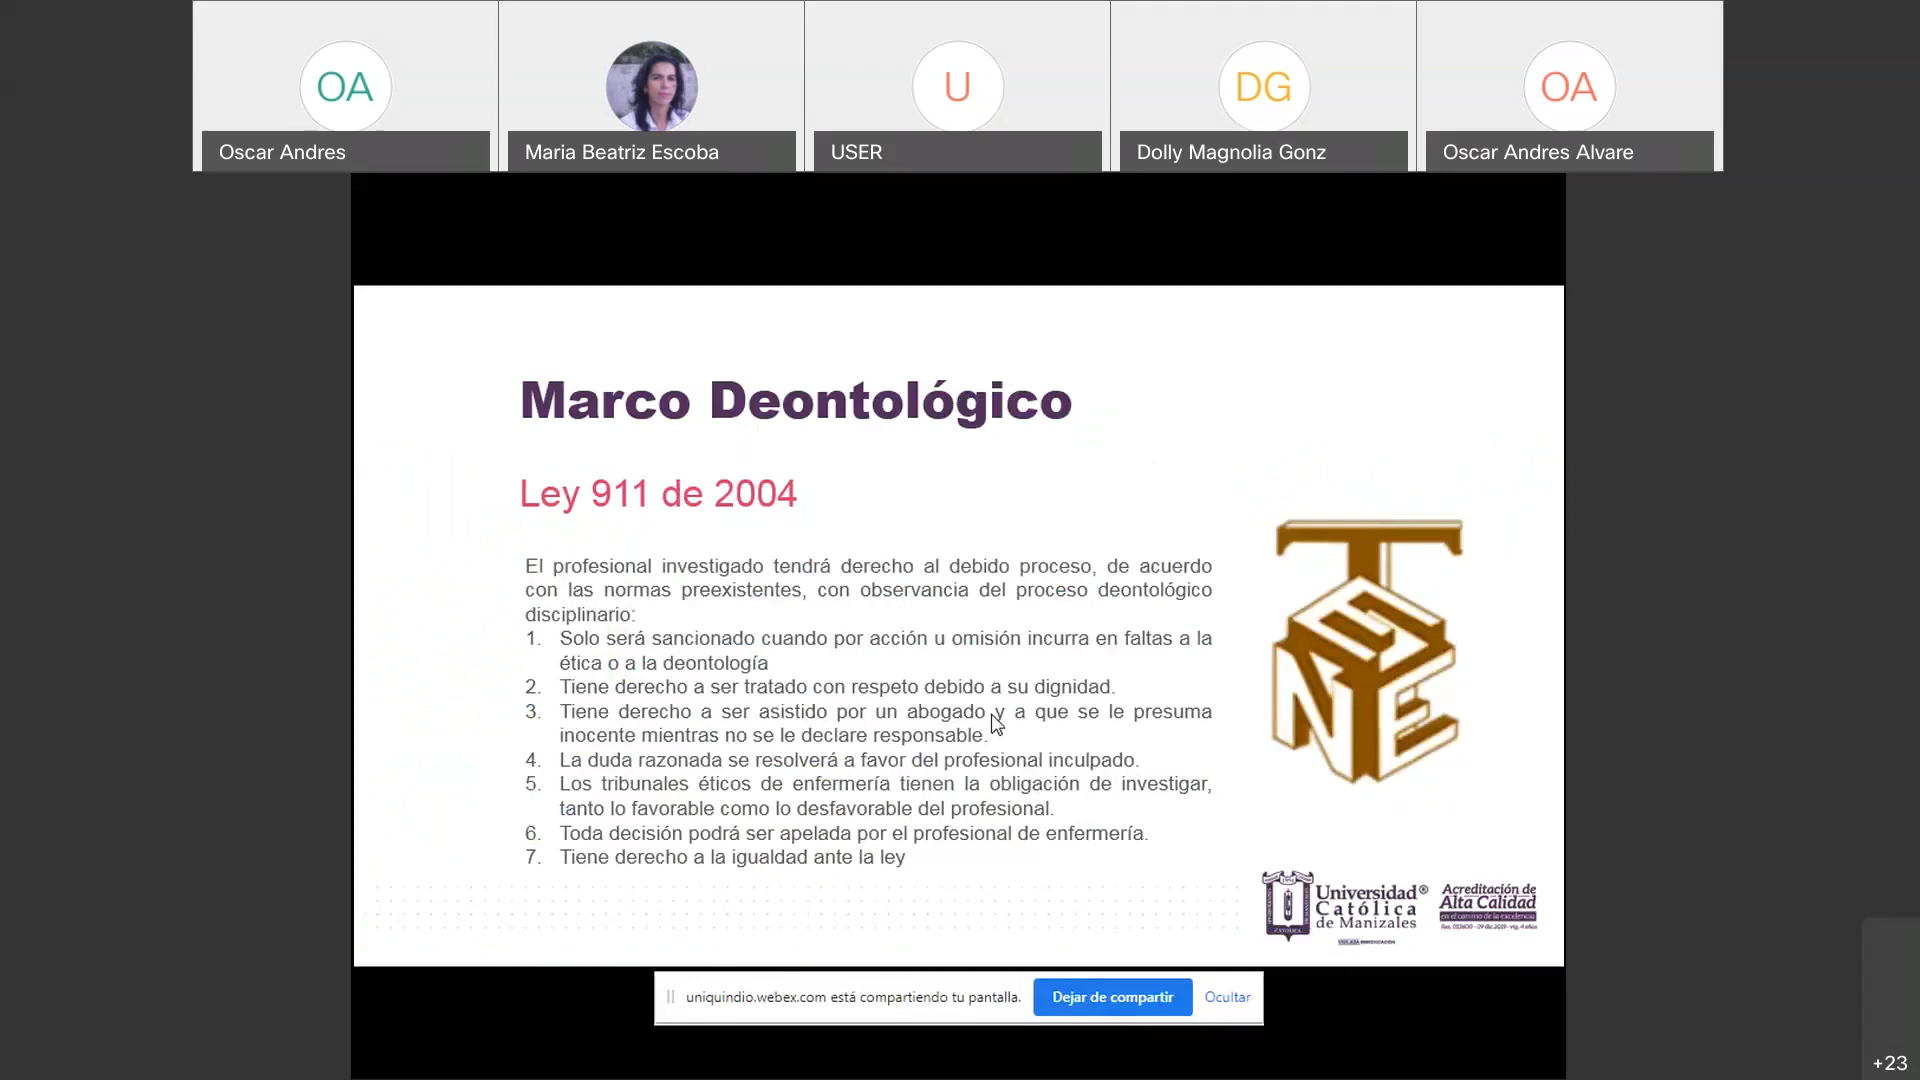 OA
U
DG
OA
Oscar Andres
Maria Beatriz Escoba
USER
Dolly Magnolia Gonz
Oscar Andres Alvare
Marco Deontológico
Ley 911 de 2004
El profesional investigado tendrá derecho al debido proceso, de acuerdo
con las normas preexistentes, con observancia del proceso deontológico
disciplinario:
1. Solo será sancionado cuando por acción u omisión incurra en faltas a la
ética o a la deontología
2. Tiene derecho a ser tratado con respeto debido a su dignidad.
3. Tiene derecho a ser asistido por un abogado y a que se le presuma
inocente mientras no se le declare responsable.
4. La duda razonada se resolverá a favor del profesional inculpado.
5. Los tribunales éticos de enfermería tienen la obligación de investigar,
tanto lo favorable como lo desfavorable del profesional.
6. Toda decisión podrá ser apelada por el profesional de enfermería.
7. Tiene derecho a la igualdad ante la ley
T
E
N E
Universidad®
Católica
de Manizales
Acreditación de
Alta Calidad
en el camino de la excelencia
uniquindio.webex.com está compartiendo tu pantalla.
Dejar de compartir
Ocultar
+23